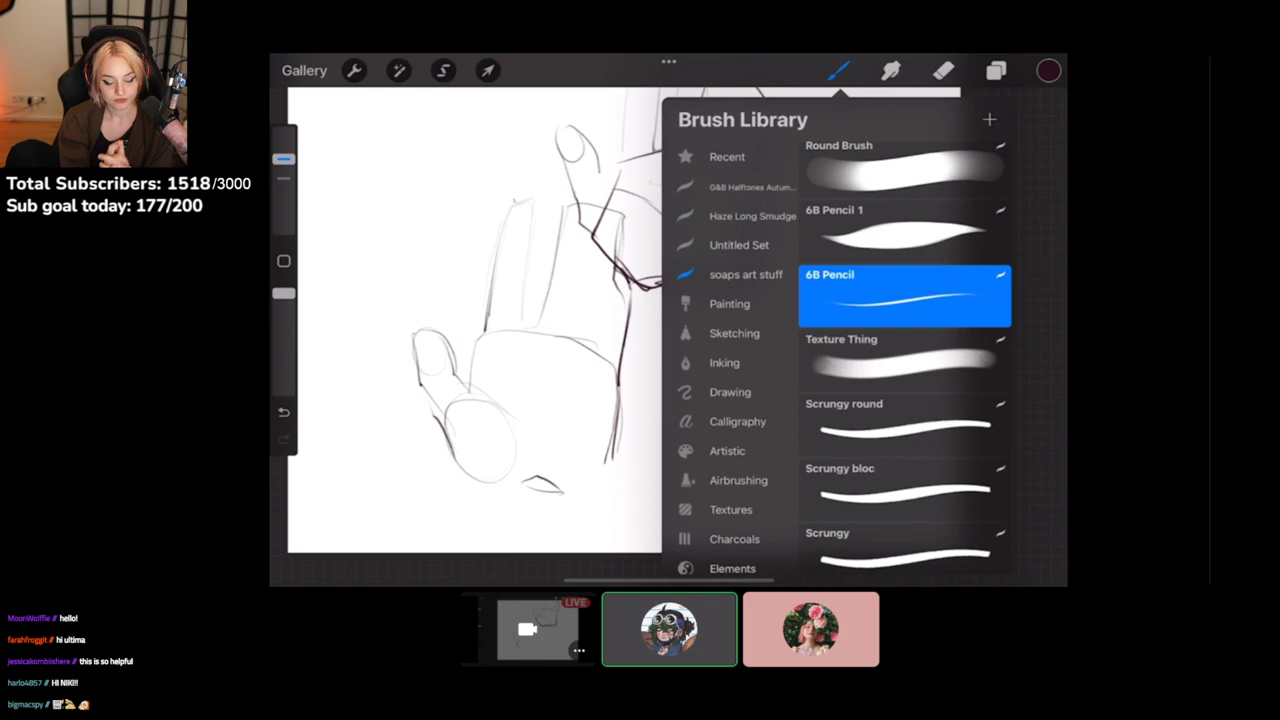 Total Subscribers: 1518/3000
Sub goal today: 177/200
Gallery
Brush Library
Recent
G&B Halftones Autum...
Haze Long Smudge
Untitled Set
soaps art stuff
Painting
Sketching
Inking
Drawing
Calligraphy
Artistic
Airbrushing
Textures
Charcoals
Elements
Round Brush
6B Pencil 1
6B Pencil
Texture Thing
Scrungy round
Scrungy bloc
Scrungy
LIVE
MoonWolffie // hello!
farahfroggit // hi ultima
jessicakombiishere // this is so helpful
harlo4857 // HI NIKI!!
bigmacspy //